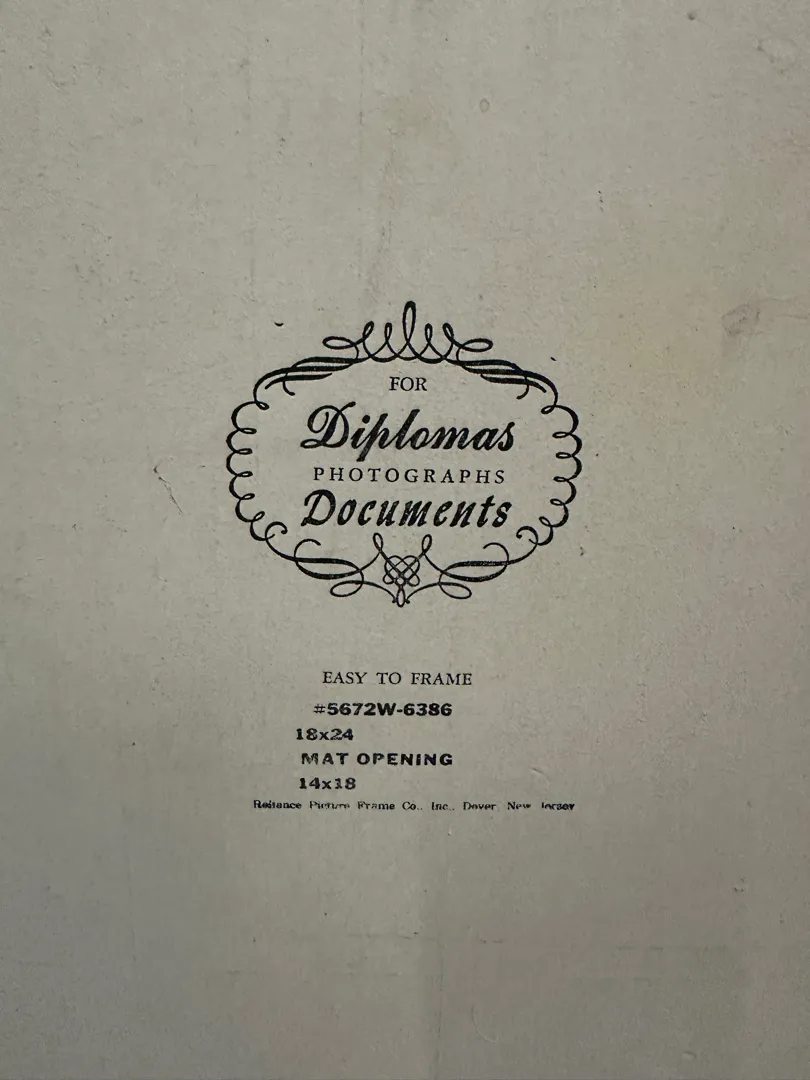 FOR
Diplomas
PHOTOGRAPHS
Documents
EASY TO FRAME
#5672W-6386
18x24
MAT OPENING
14x18
Reliance Picture Frame Co., Inc., Dover, New Jersey